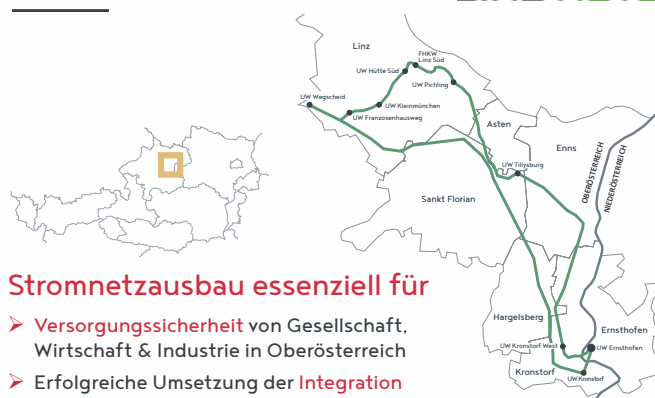 Linz
FHKW
Linz Süd
UW Hütte Süd
UW Pichling
UW Wegscheid
UW Kleinmünchen
UW Franzosenhausweg
Asten
Enns
UW Tillysburg
OBERÖSTERREICH
NIEDERÖSTERREICH
Sankt Florian
Stromnetzausbau essenziell für
➢ Versorgungssicherheit von Gesellschaft,
Wirtschaft & Industrie in Oberösterreich
➢ Erfolgreiche Umsetzung der Integration
Hargelsberg
Ernsthofen
UW Kronstorf West
UW Ernsthofen
Kronstorf
UW Kronstorf